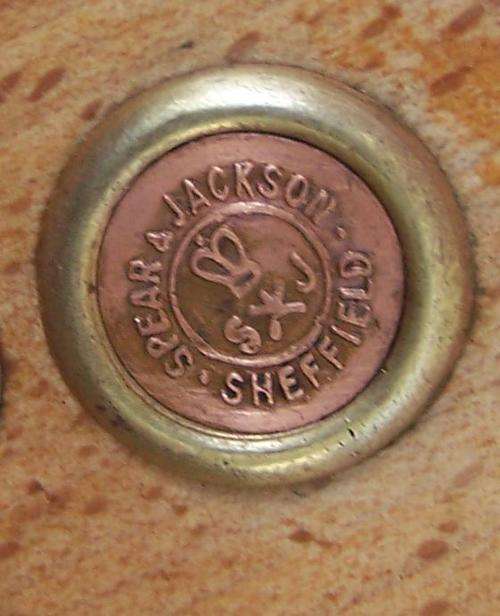 SPEAR & JACKSON · SHEFFIELD ·
S & J